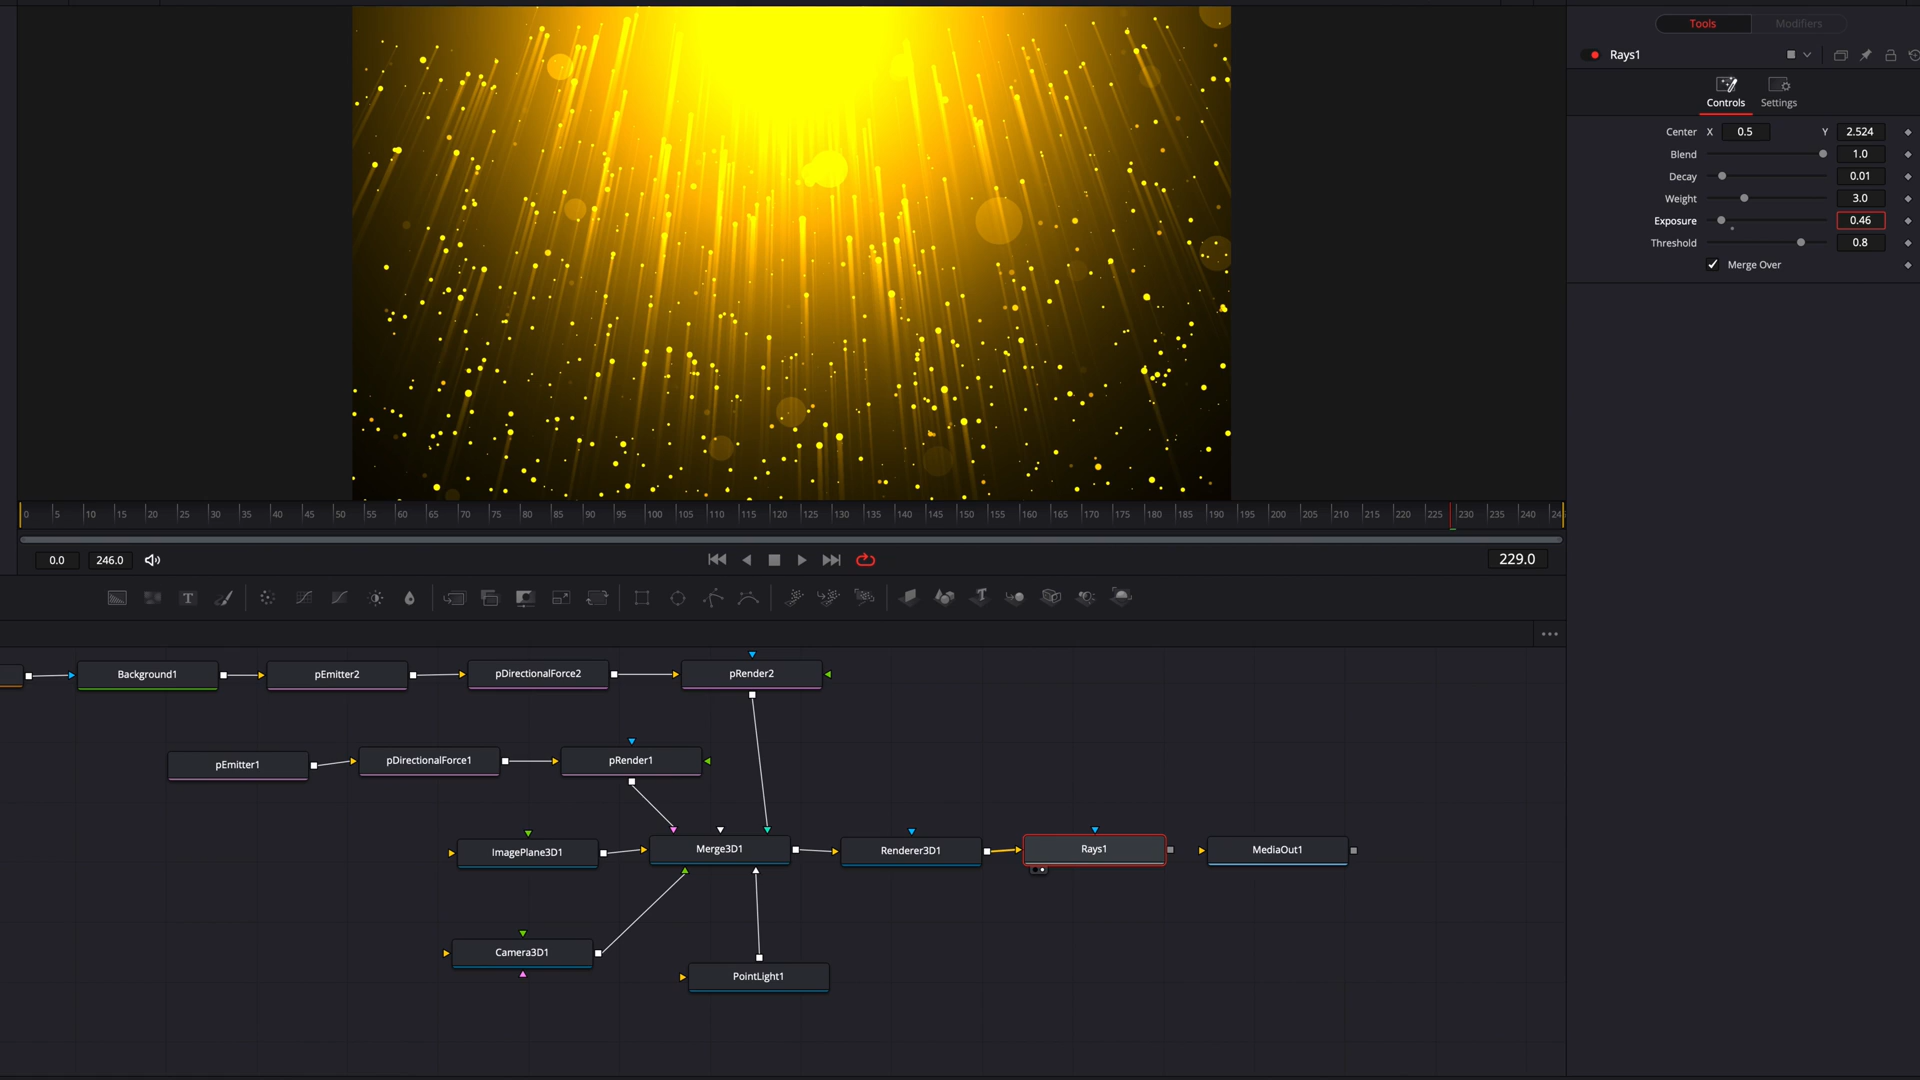 Tools Modifiers
Rays1
Controls Settings
Center X 0.5 Y 2.524
Blend 1.0
Decay 0.01
Weight 3.0
Exposure 0.46
Threshold 0.8
Merge Over
0 5 10 15 20 25 30 35 40 45 50 55 60 65 70 75 80 85 90 95 100 105 110 115 120 125 130 135 140 145 150 155 160 165 170 175 180 185 190 195 200 205 210 215 220 225 230 235 240
0.0 246.0 229.0
T
Background1 pEmitter2 pDirectionalForce2 pRender2
pEmitter1 pDirectionalForce1 pRender1
ImagePlane3D1 Merge3D1 Renderer3D1 Rays1 MediaOut1
Camera3D1
PointLight1